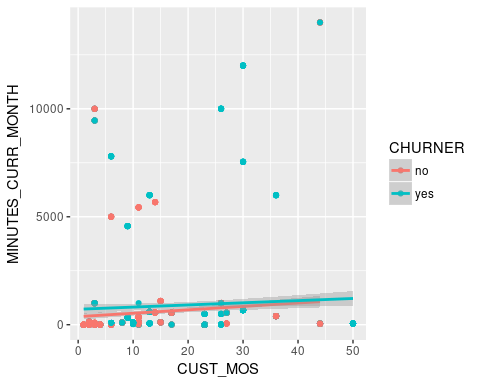 10000
5000
0
MINUTES_CURR_MONTH
0 10 20 30 40 50
CUST_MOS
CHURNER
no
yes